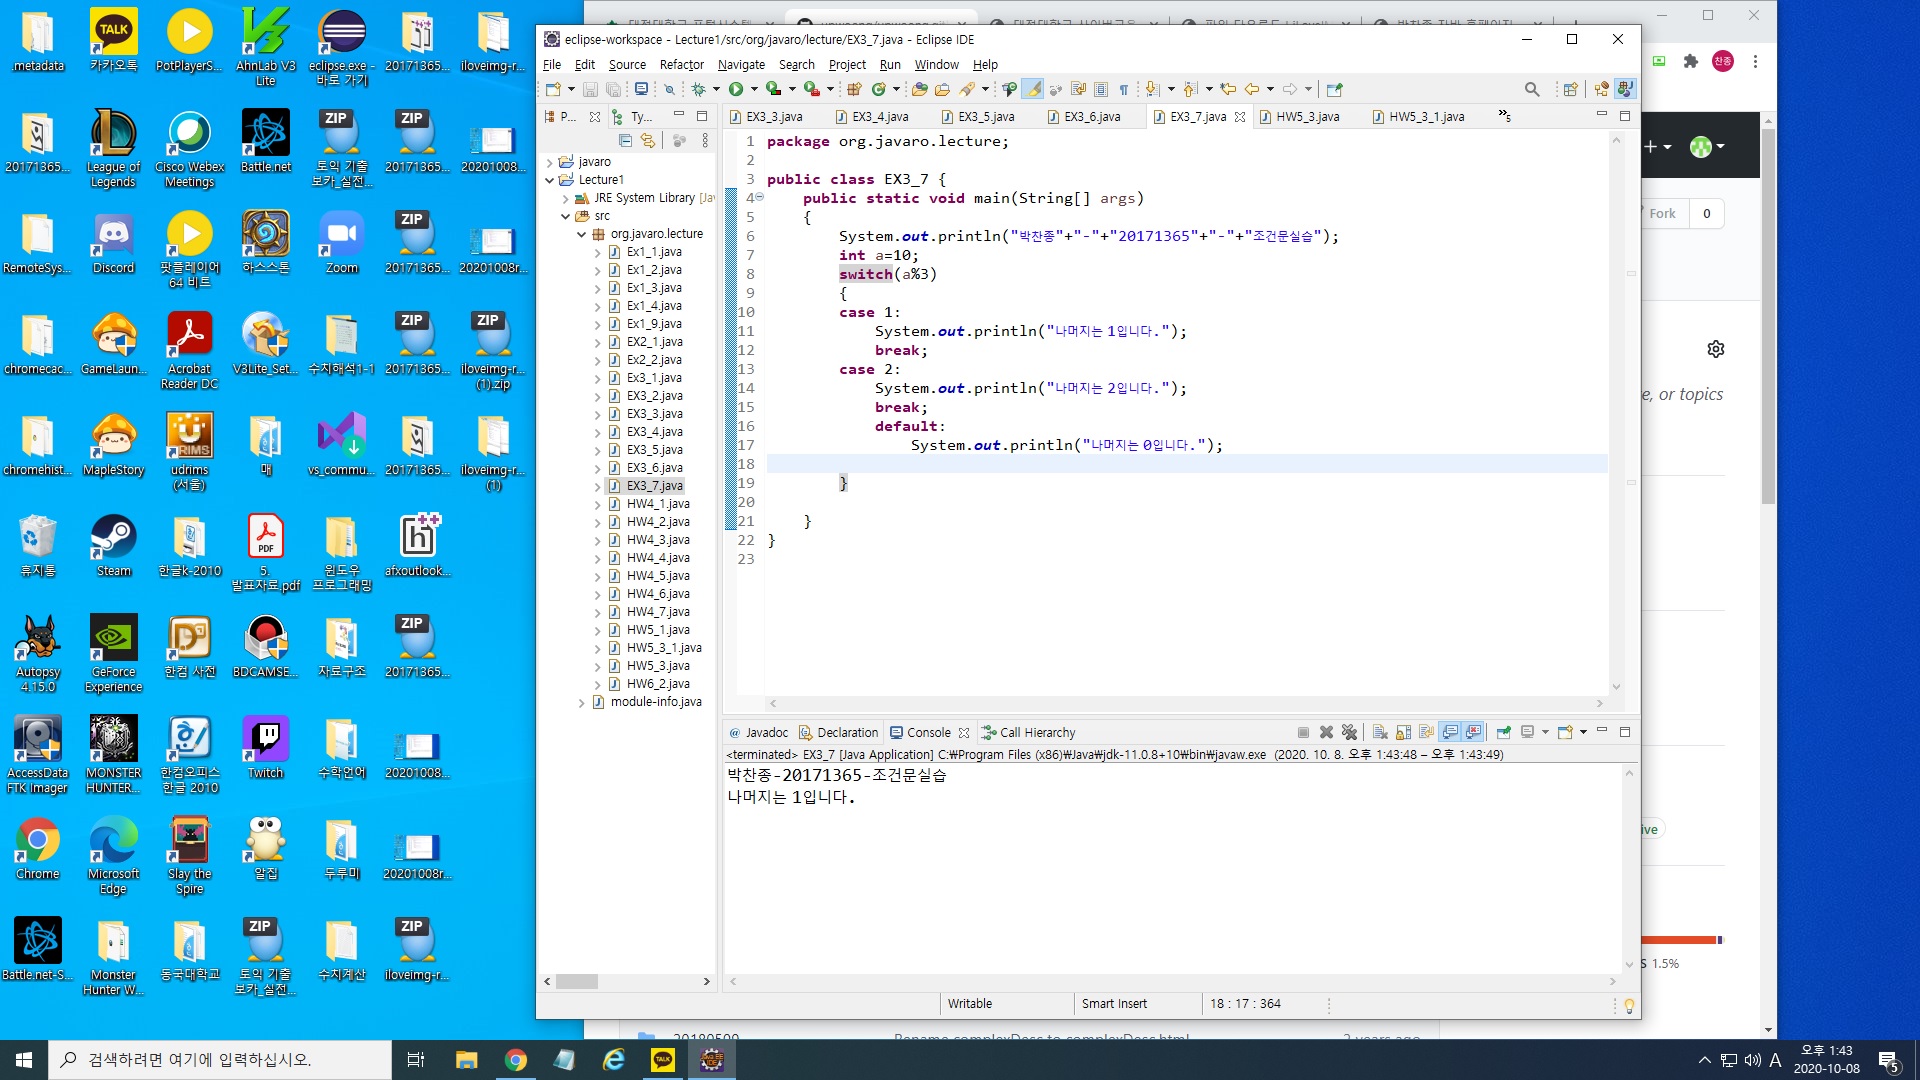 .metadata
카카오톡
PotPlayerS...
AhnLab V3 Lite
eclipse.exe - 바로 가기
20171365...
iloveimg-r...
20171365...
League of Legends
Cisco Webex Meetings
Battle.net
토익 기출 보카_실전...
20171365...
20201008...
RemoteSys...
Discord
팟플레이어 64 비트
하스스톤
Zoom
20171365...
20201008r...
chromecac...
GameLaun...
Acrobat Reader DC
V3Lite_Set...
수치해석1-1
20171365...
iloveimg-r... (1).zip
chromehist...
MapleStory
udrims (서울)
매
vs_commu...
20171365...
iloveimg-r... (1)
휴지통
Steam
한글k-2010
5. 발표자료.pdf
윈도우 프로그래밍
afxoutlook...
Autopsy 4.15.0
GeForce Experience
한컴 사전
BDCAMSE...
자료구조
20171365...
AccessData FTK Imager
MONSTER HUNTER...
한컴오피스 한글 2010
Twitch
수학언어
20201008...
Chrome
Microsoft Edge
Slay the Spire
알집
두루미
20201008r...
Battle.net-S...
Monster Hunter W...
동국대학교
토익 기출 보카_실전...
수치계산
iloveimg-r...
eclipse-workspace - Lecture1/src/org/javaro/lecture/EX3_7.java - Eclipse IDE
File Edit Source Refactor Navigate Search Project Run Window Help
P... Ty...
EX3_3.java EX3_4.java EX3_5.java EX3_6.java EX3_7.java HW5_3.java HW5_3_1.java »5
javaro
Lecture1
JRE System Library [Jav
src
org.javaro.lecture
Ex1_1.java
Ex1_2.java
Ex1_3.java
Ex1_4.java
Ex1_9.java
EX2_1.java
Ex2_2.java
Ex3_1.java
EX3_2.java
EX3_3.java
EX3_4.java
EX3_5.java
EX3_6.java
EX3_7.java
HW4_1.java
HW4_2.java
HW4_3.java
HW4_4.java
HW4_5.java
HW4_6.java
HW4_7.java
HW5_1.java
HW5_3_1.java
HW5_3.java
HW6_2.java
module-info.java
1 package org.javaro.lecture;
2
3 public class EX3_7 {
4 public static void main(String[] args)
5 {
6 System.out.println("박찬종"+"-"+"20171365"+"-"+"조건문실습");
7 int a=10;
8 switch(a%3)
9 {
10 case 1:
11 System.out.println("나머지는 1입니다.");
12 break;
13 case 2:
14 System.out.println("나머지는 2입니다.");
15 break;
16 default:
17 System.out.println("나머지는 0입니다.");
18
19 }
20
21 }
22 }
23
@ Javadoc Declaration Console Call Hierarchy
<terminated> EX3_7 [Java Application] C:₩Program Files (x86)₩Java₩jdk-11.0.8+10₩bin₩javaw.exe (2020. 10. 8. 오후 1:43:48 – 오후 1:43:49)
박찬종-20171365-조건문실습
나머지는 1입니다.
Writable Smart Insert 18 : 17 : 364
찬종
Fork 0
e, or topics
ive
S 1.5%
검색하려면 여기에 입력하십시오.
A
오후 1:43
2020-10-08
5